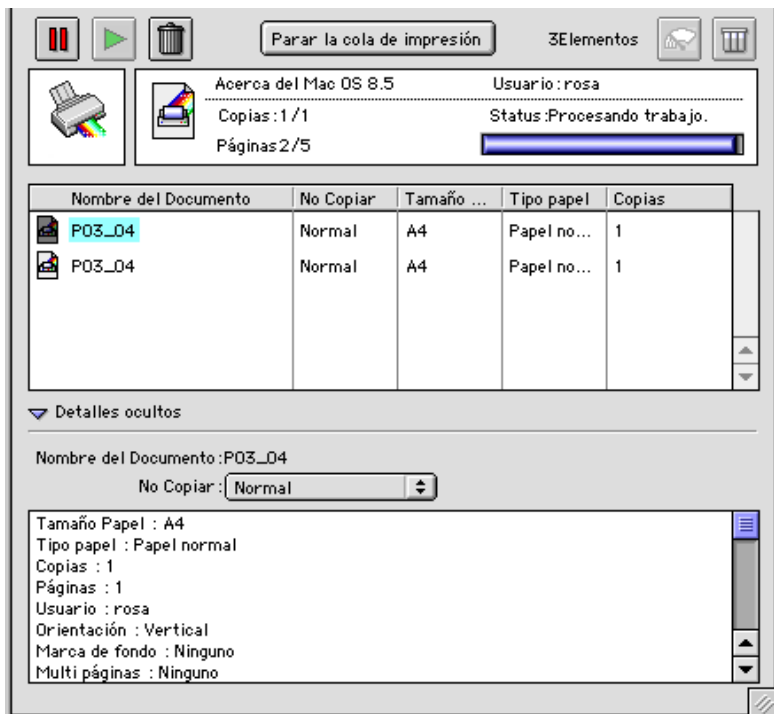 Parar la cola de impresión 3Elementos
Acerca del Mac OS 8.5 Usuario:rosa
Copias:1/1 Status:Procesando trabajo.
Páginas2/5
Nombre del Documento No Copiar Tamaño ... Tipo papel Copias
P03_04 Normal A4 Papel no... 1
P03_04 Normal A4 Papel no... 1
Detalles ocultos
Nombre del Documento:P03_04
No Copiar: Normal
Tamaño Papel : A4
Tipo papel : Papel normal
Copias : 1
Páginas : 1
Usuario : rosa
Orientación : Vertical
Marca de fondo : Ninguno
Multi páginas : Ninguno